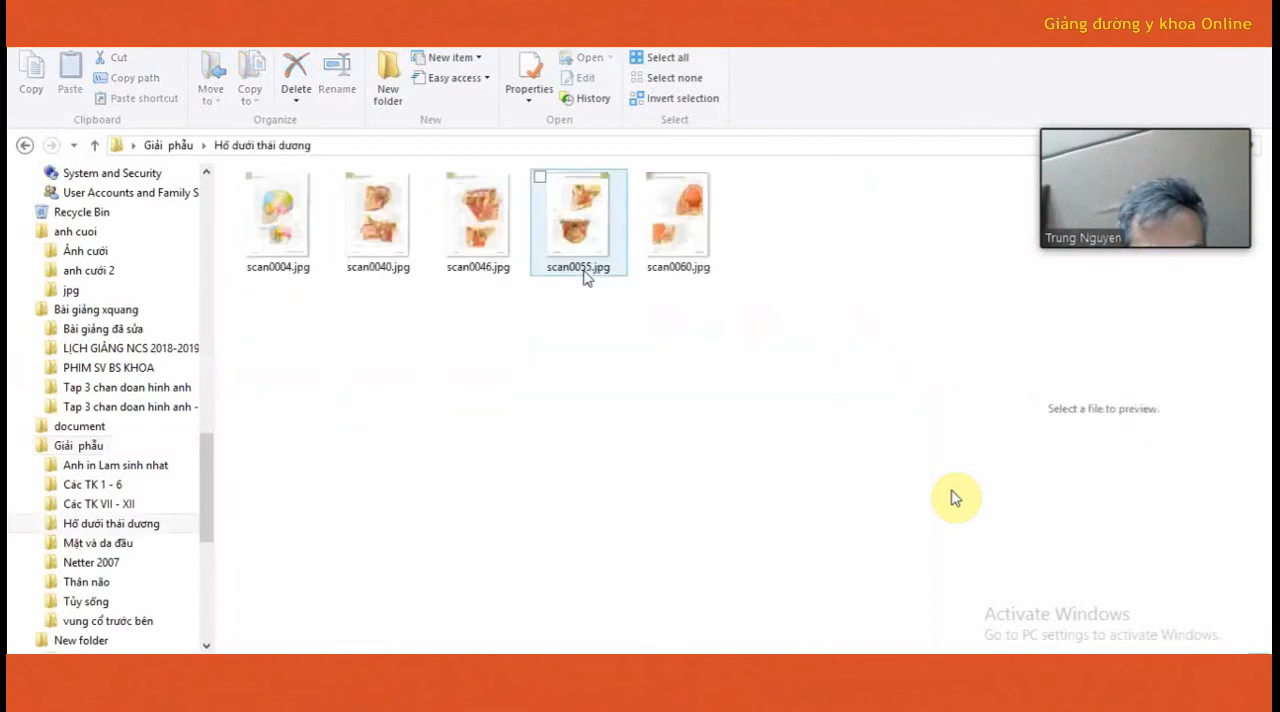 Giảng đường y khoa Online
Copy
Paste
Cut
Copy path
Paste shortcut
Clipboard
Move to
Copy to
Delete
Rename
Organize
New folder
New item
Easy access
New
Properties
Open
Edit
History
Open
Select all
Select none
Invert selection
Select
Giải phẫu
Hố dưới thái dương
System and Security
User Accounts and Family S
Recycle Bin
anh cuoi
Ảnh cưới
anh cưới 2
jpg
Bài giảng xquang
Bài giảng đã sửa
LỊCH GIẢNG NCS 2018-2019
PHIM SV BS KHOA
Tap 3 chan doan hinh anh
Tap 3 chan doan hinh anh -
document
Giải phẫu
Anh in Lam sinh nhat
Các TK 1 - 6
Các TK VII - XII
Hố dưới thái dương
Mặt và da đầu
Netter 2007
Thân não
Tủy sống
vung cổ trước bên
New folder
scan0004.jpg
scan0040.jpg
scan0046.jpg
scan0055.jpg
scan0060.jpg
Trung Nguyen
Select a file to preview.
Activate Windows
Go to PC settings to activate Windows.